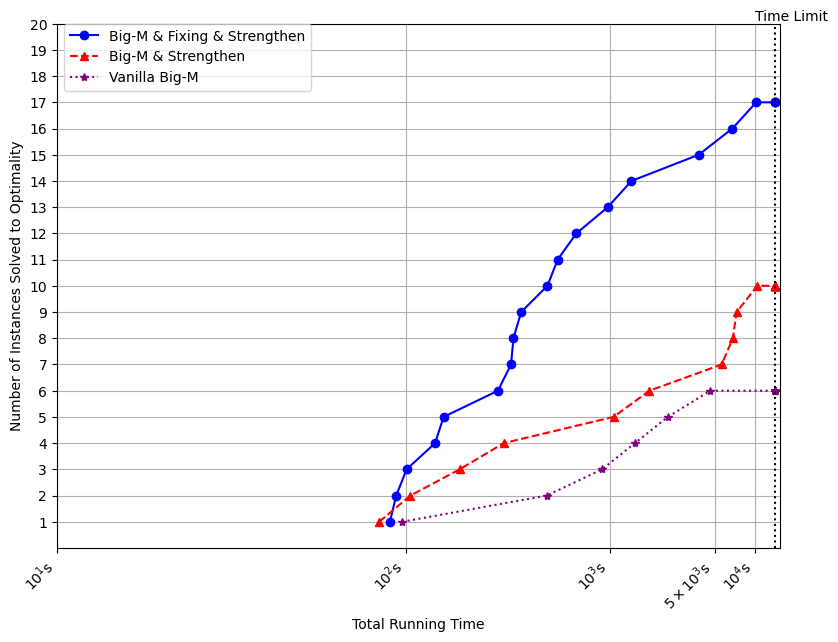 Time Limit
20
19
18
17
16
15
14
13
12
11
10
9
8
7
6
5
4
3
2
1
Number of Instances Solved to Optimality
Big-M & Fixing & Strengthen
Big-M & Strengthen
Vanilla Big-M
10¹s
10²s
10³s
5 × 10³s
10⁴s
Total Running Time